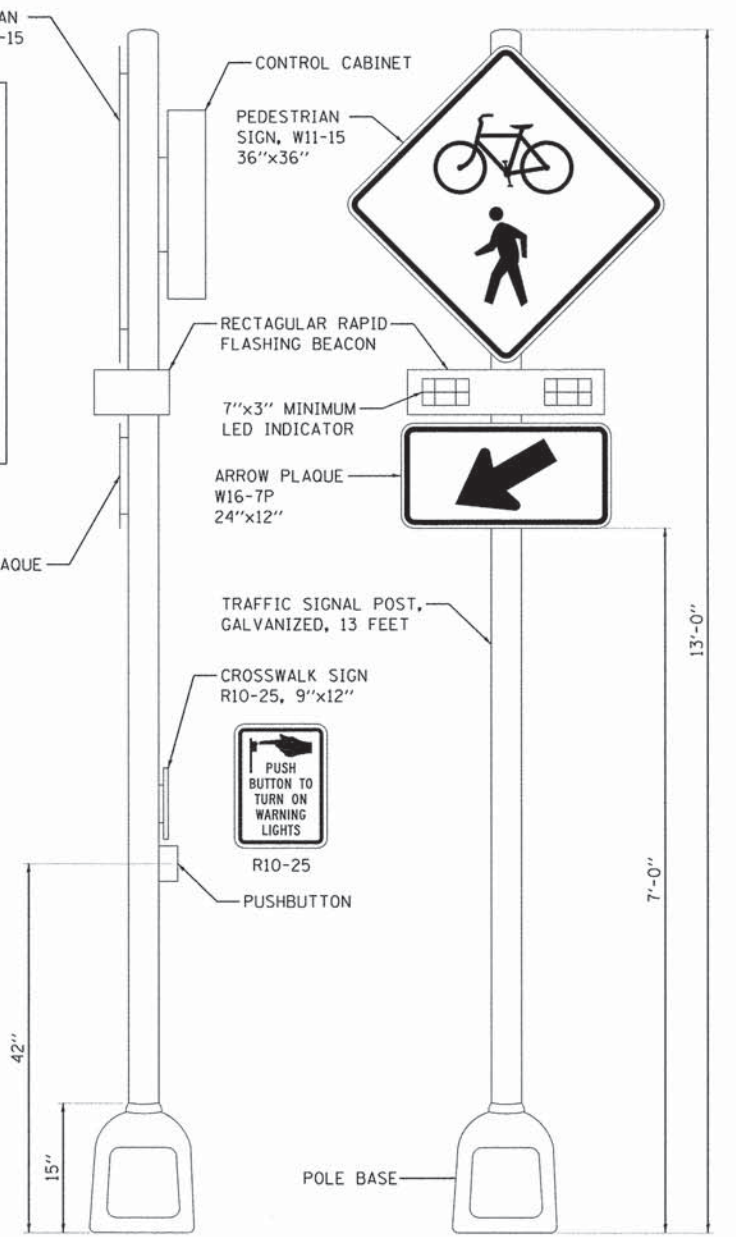 AN
-15
CONTROL CABINET
PEDESTRIAN
SIGN, W11-15
36"x36"
RECTAGULAR RAPID
FLASHING BEACON
7"x3" MINIMUM
LED INDICATOR
ARROW PLAQUE
W16-7P
24"x12"
AQUE
TRAFFIC SIGNAL POST,
GALVANIZED, 13 FEET
13'-0"
CROSSWALK SIGN
R10-25, 9"x12"
PUSH
BUTTON TO
TURN ON
WARNING
LIGHTS
R10-25
PUSHBUTTON
7'-0"
42"
15"
POLE BASE